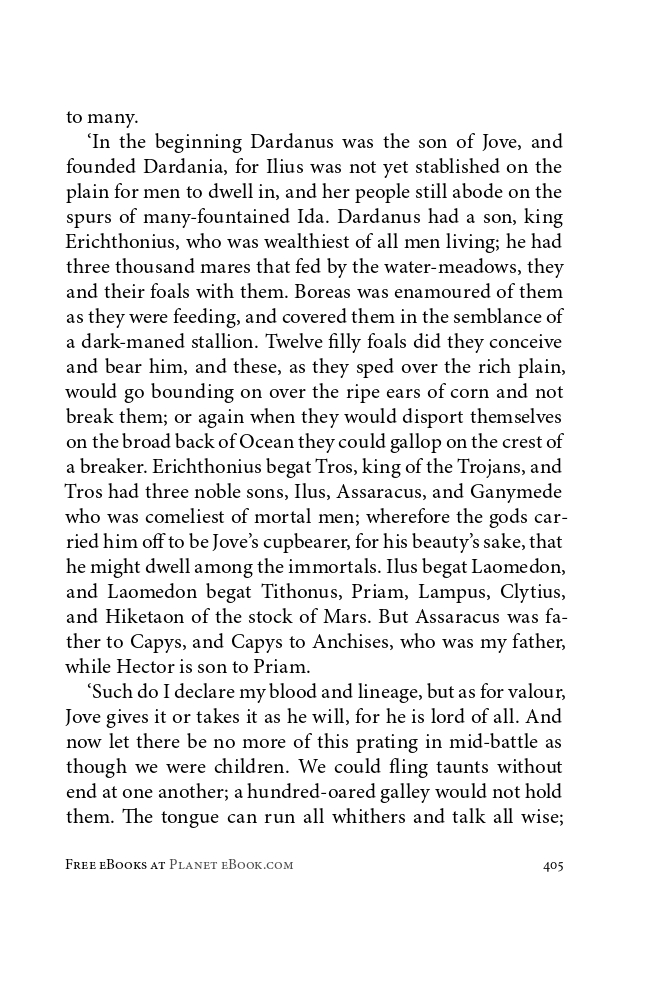 to many.
‘In the beginning Dardanus was the son of Jove, and
founded Dardania, for Ilius was not yet stablished on the
plain for men to dwell in, and her people still abode on the
spurs of many-fountained Ida. Dardanus had a son, king
Erichthonius, who was wealthiest of all men living; he had
three thousand mares that fed by the water-meadows, they
and their foals with them. Boreas was enamoured of them
as they were feeding, and covered them in the semblance of
a dark-maned stallion. Twelve filly foals did they conceive
and bear him, and these, as they sped over the rich plain,
would go bounding on over the ripe ears of corn and not
break them; or again when they would disport themselves
on the broad back of Ocean they could gallop on the crest of
a breaker. Erichthonius begat Tros, king of the Trojans, and
Tros had three noble sons, Ilus, Assaracus, and Ganymede
who was comeliest of mortal men; wherefore the gods car-
ried him off to be Jove’s cupbearer, for his beauty’s sake, that
he might dwell among the immortals. Ilus begat Laomedon,
and Laomedon begat Tithonus, Priam, Lampus, Clytius,
and Hiketaon of the stock of Mars. But Assaracus was fa-
ther to Capys, and Capys to Anchises, who was my father,
while Hector is son to Priam.
‘Such do I declare my blood and lineage, but as for valour,
Jove gives it or takes it as he will, for he is lord of all. And
now let there be no more of this prating in mid-battle as
though we were children. We could fling taunts without
end at one another; a hundred-oared galley would not hold
them. The tongue can run all whithers and talk all wise;
Free eBooks at Planet eBook.com 405